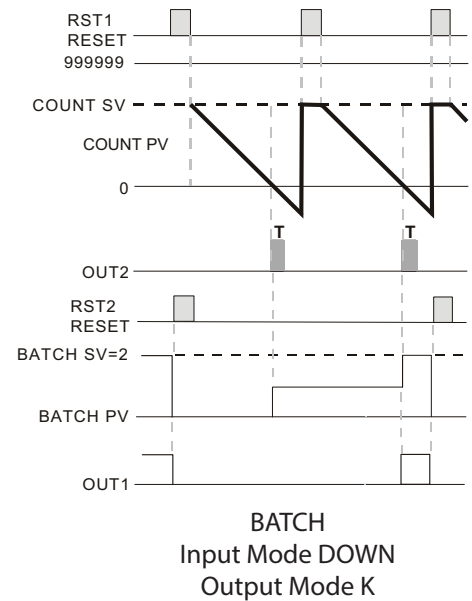 RST1
RESET
999999
COUNT SV
COUNT PV
0
T T
OUT2
RST2
RESET
BATCH SV=2
BATCH PV
OUT1
BATCH
Input Mode DOWN
Output Mode K